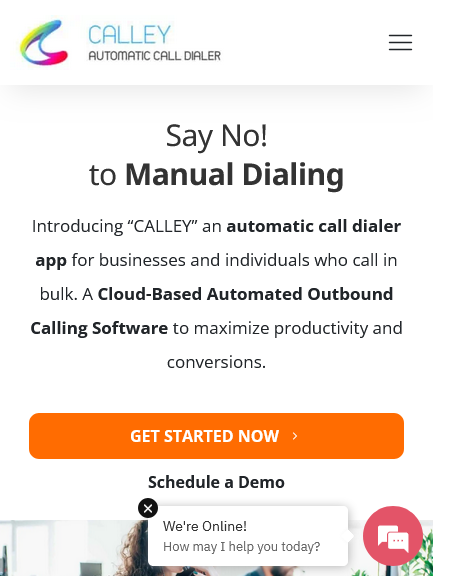 CALLEY
AUTOMATIC CALL DIALER
Say No!
to Manual Dialing
Introducing “CALLEY” an automatic call dialer
app for businesses and individuals who call in
bulk. A Cloud-Based Automated Outbound
Calling Software to maximize productivity and
conversions.
GET STARTED NOW
Schedule a Demo
We're Online!
How may I help you today?